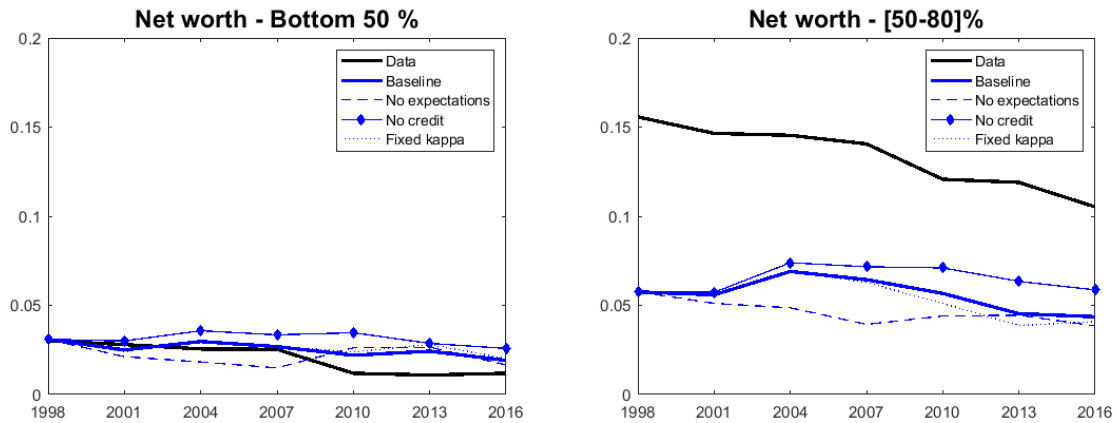 Net worth - Bottom 50 %
0.2
0.15
0.1
0.05
0
1998 2001 2004 2007 2010 2013 2016
Data
Baseline
No expectations
No credit
Fixed kappa
Net worth - [50-80]%
0.2
0.15
0.1
0.05
0
1998 2001 2004 2007 2010 2013 2016
Data
Baseline
No expectations
No credit
Fixed kappa